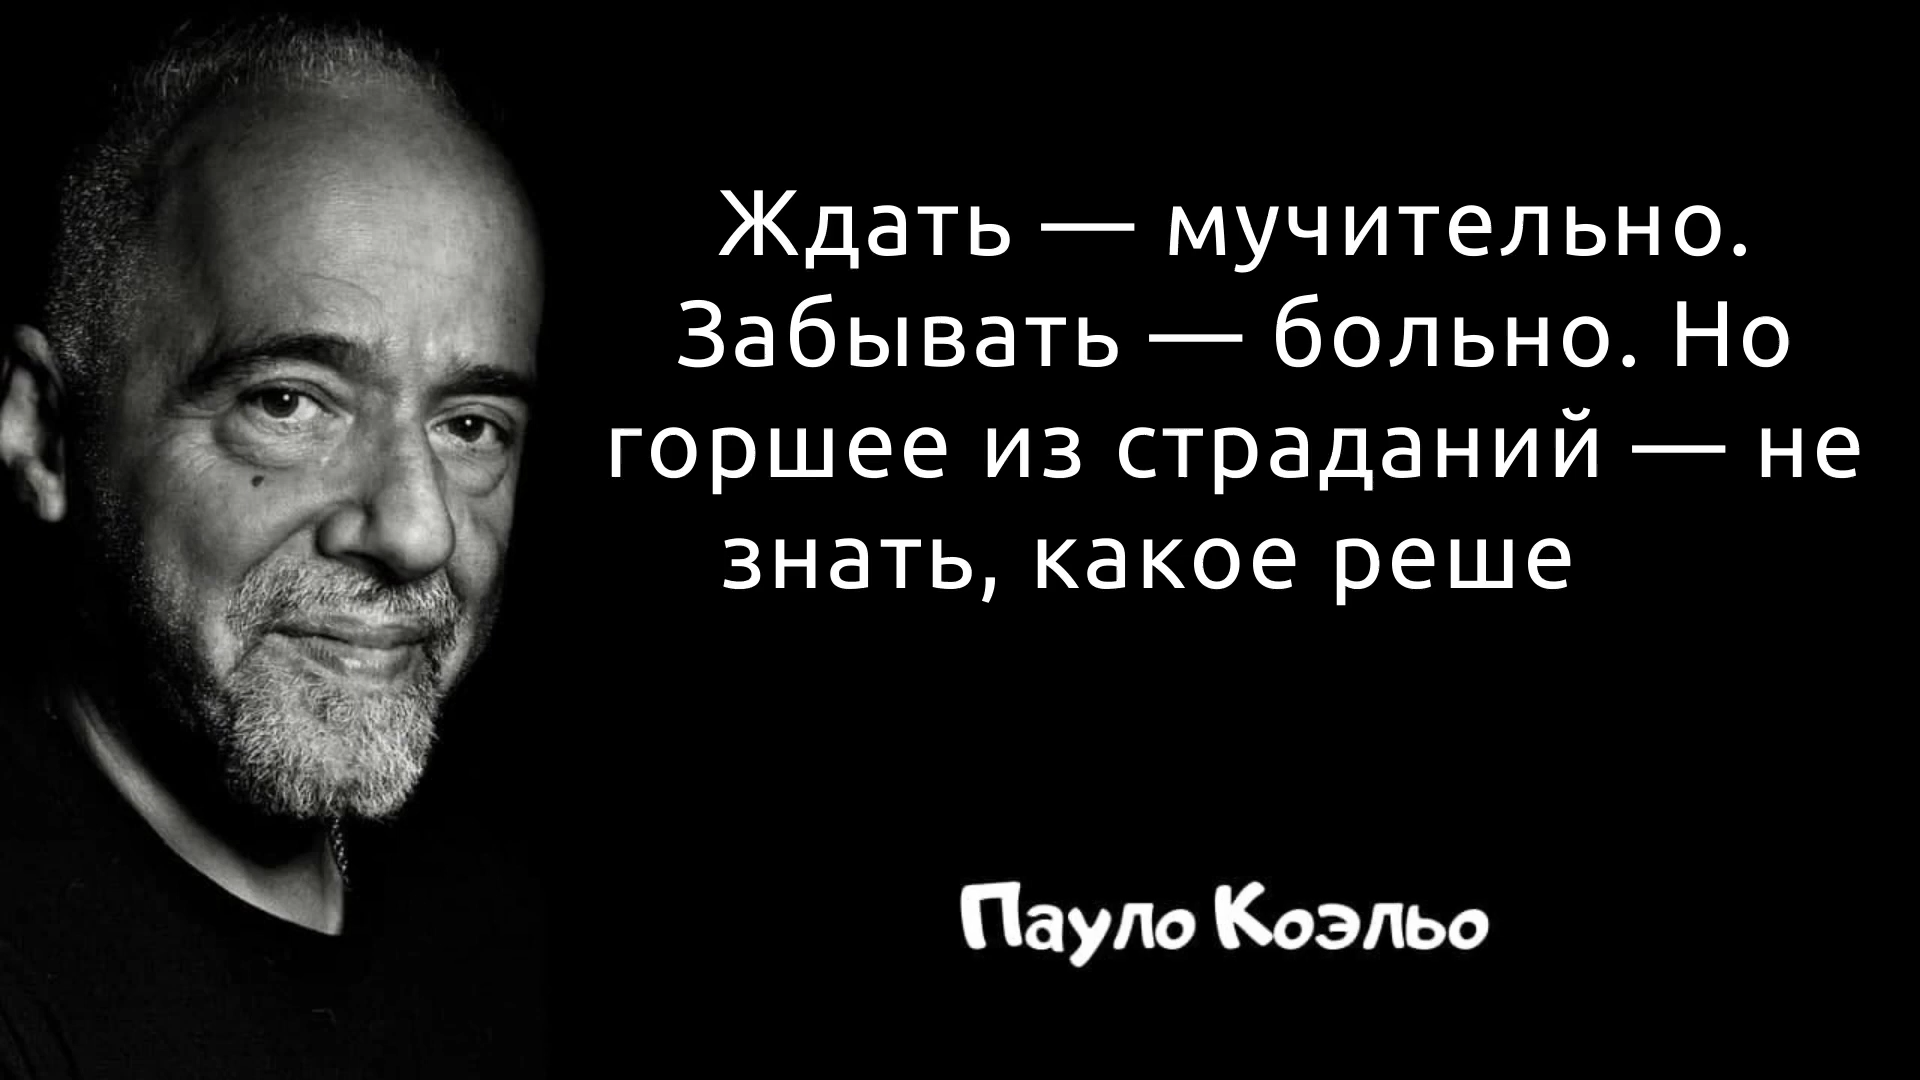 Ждать — мучительно.
Забывать — больно. Но
горшее из страданий — не
знать, какое реше
Пауло Коэльо